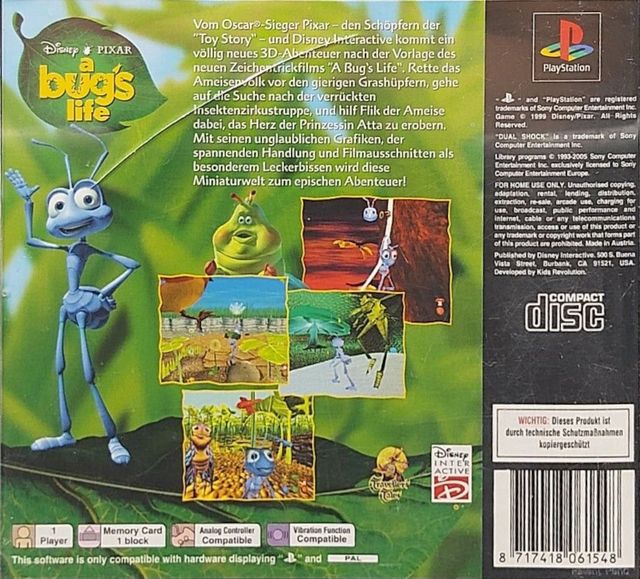 Disney PIXAR
a
bug's
life
Vom Oscar®-Sieger Pixar – den Schöpfern der
"Toy Story" – und Disney Interactive kommt ein
völlig neues 3D-Abenteuer nach der Vorlage des
neuen Zeichentrickfilms "A Bug's Life". Rette das
Ameisenvolk vor den gierigen Grashüpfern, gehe
auf die Suche nach der verrückten
Insektenzirkustruppe, und hilf Flik der Ameise
dabei, das Herz der Prinzessin Atta zu erobern.
Mit seinen unglaublichen Grafiken, der
spannenden Handlung und Filmausschnitten als
besonderem Leckerbissen wird diese
Miniaturwelt zum epischen Abenteuer!
PlayStation
and "PlayStation" are registered
trademarks of Sony Computer Entertainment Inc.
Game © 1999 Disney/Pixar. All Rights
Reserved.
"DUAL SHOCK" is a trademark of Sony
Computer Entertainment Inc.
Library programs © 1993-2005 Sony Computer
Entertainment Inc. exclusively licensed to Sony
Computer Entertainment Europe.
FOR HOME USE ONLY. Unauthorised copying,
adaptation, rental, lending, distribution,
extraction, re-sale, arcade use, charging for
use, broadcast, public performance and
internet, cable or any telecommunications
transmission, access or use of this product or
any trademark or copyright work that forms part
of this product are prohibited. Made in Austria.
Published by Disney Interactive. 500 S. Buena
Vista Street, Burbank, CA 91521, USA.
Developed by Kids Revolution.
COMPACT
disc
WICHTIG: Dieses Produkt ist
durch technische Schutzmaßnahmen
kopiergeschützt
Disney
INTER
ACTIVE
Traveller's
Tales
1
Player
Memory Card
1 block
Analog Controller
Compatible
Vibration Function
Compatible
This software is only compatible with hardware displaying " " and PAL
8 717418 061548